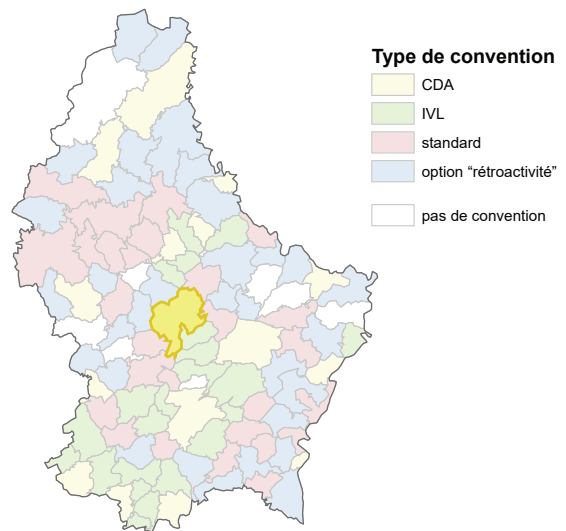 Type de convention
CDA
IVL
standard
option “rétroactivité”
pas de convention